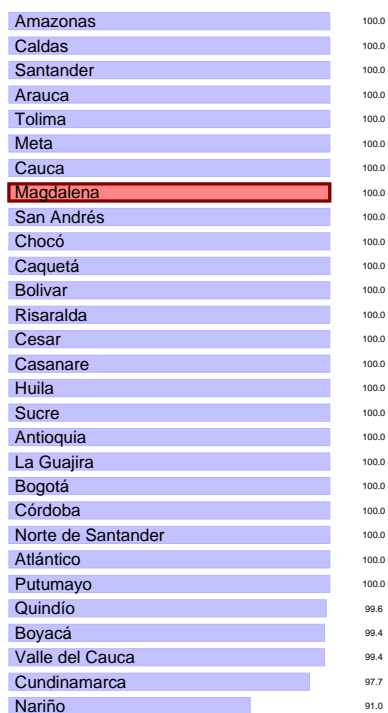 Amazonas 100.0
Caldas 100.0
Santander 100.0
Arauca 100.0
Tolima 100.0
Meta 100.0
Cauca 100.0
Magdalena 100.0
San Andrés 100.0
Chocó 100.0
Caquetá 100.0
Bolivar 100.0
Risaralda 100.0
Cesar 100.0
Casanare 100.0
Huila 100.0
Sucre 100.0
Antioquia 100.0
La Guajira 100.0
Bogotá 100.0
Córdoba 100.0
Norte de Santander 100.0
Atlántico 100.0
Putumayo 100.0
Quindío 99.6
Boyacá 99.4
Valle del Cauca 99.4
Cundinamarca 97.7
Nariño 91.0